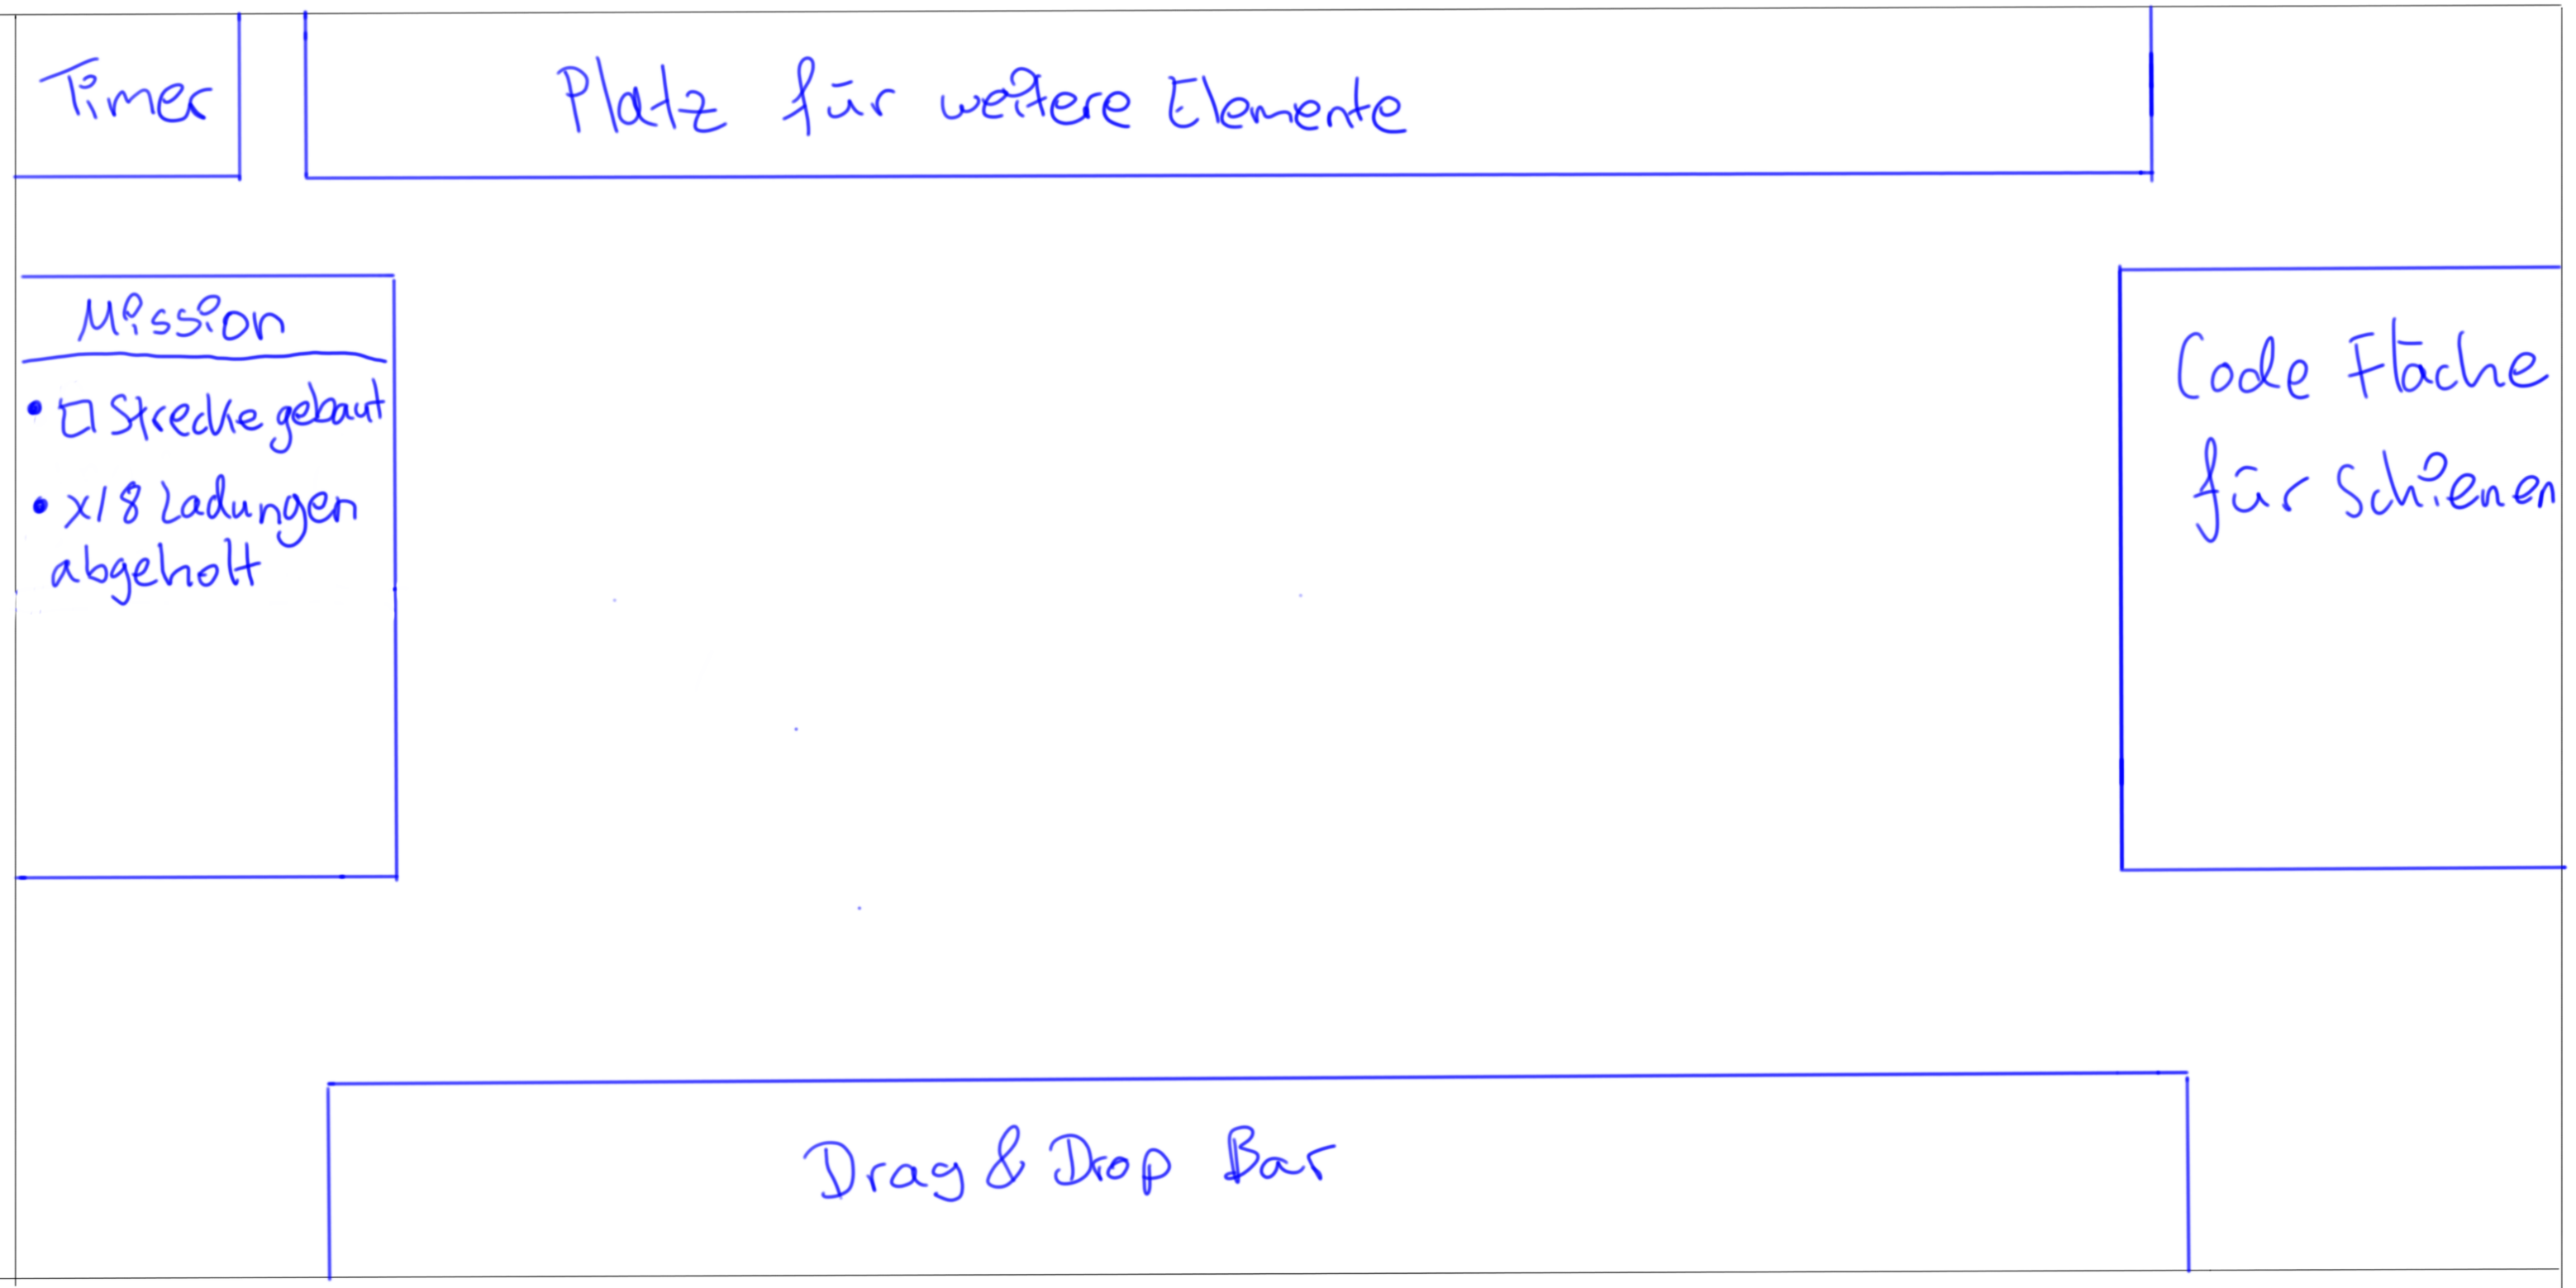 Timer
Platz für weitere Elemente
Mission
• ☐ Strecke gebaut
• x/8 Ladungen
abgeholt
Code Fläche
für Schienen
Drag & Drop Bar